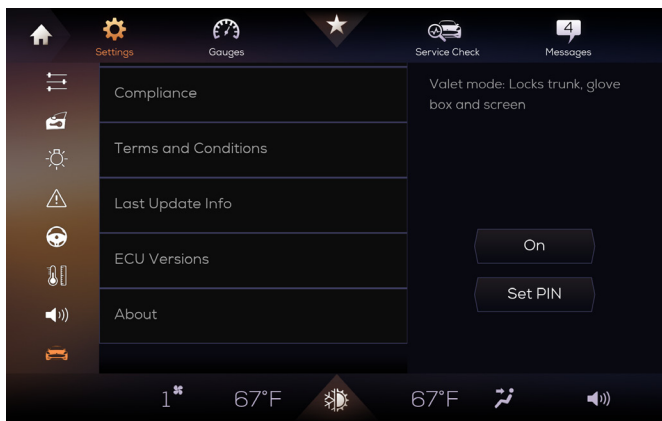 4
Settings
Gauges
Service Check
Messages
Compliance
Terms and Conditions
Last Update Info
ECU Versions
About
Valet mode: Locks trunk, glove
box and screen
On
Set PIN
1
67°F
67°F